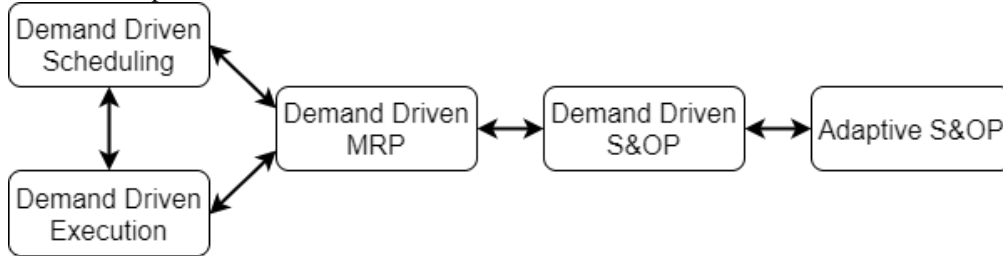 Demand Driven
Scheduling
Demand Driven
MRP
Demand Driven
S&OP
Adaptive S&OP
Demand Driven
Execution